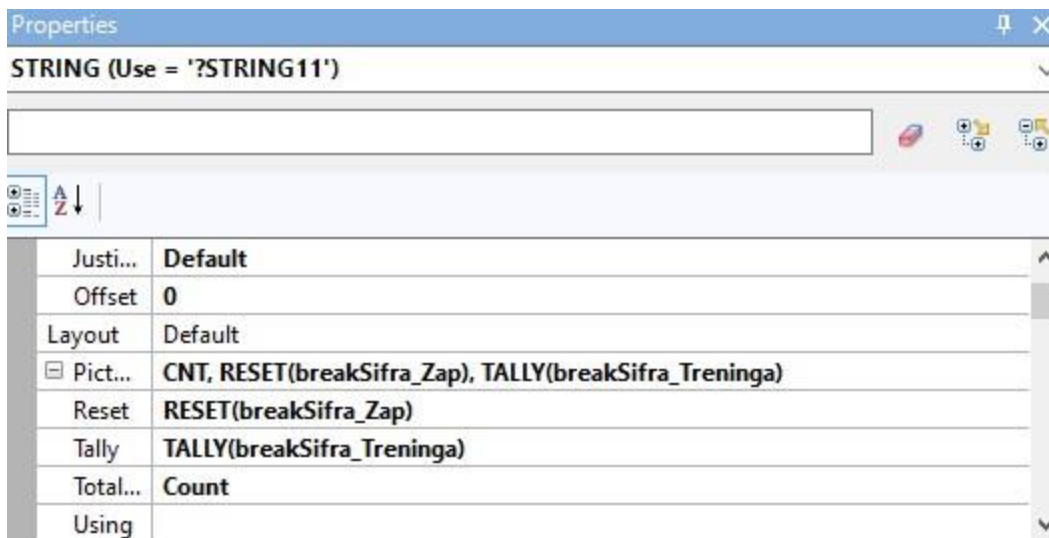 Properties
STRING (Use = '?STRING11')
A
Z
Justi... Default
Offset 0
Layout Default
Pict... CNT, RESET(breakSifra_Zap), TALLY(breakSifra_Treninga)
Reset RESET(breakSifra_Zap)
Tally TALLY(breakSifra_Treninga)
Total... Count
Using